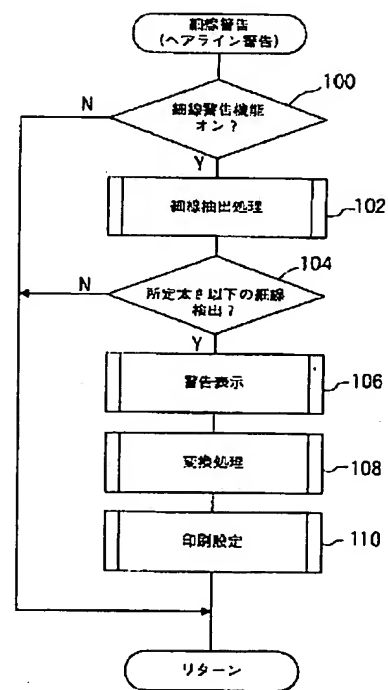 細線警告
(ヘアライン警告)
100
N
細線警告機能
オン？
Y
細線抽出処理
102
104
N
所定太さ以下の細線
検出？
Y
警告表示
106
変換処理
108
印刷設定
110
リターン